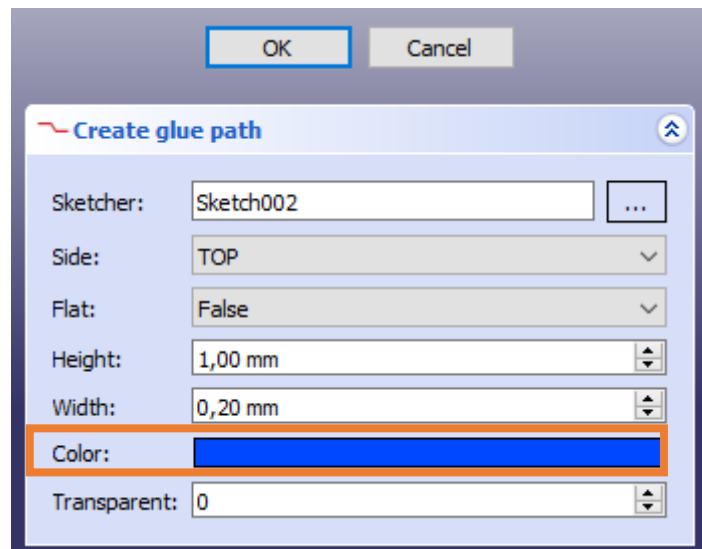 OK Cancel
Create glue path
Sketcher: Sketch002 ...
Side: TOP
Flat: False
Height: 1,00 mm
Width: 0,20 mm
Color:
Transparent: 0